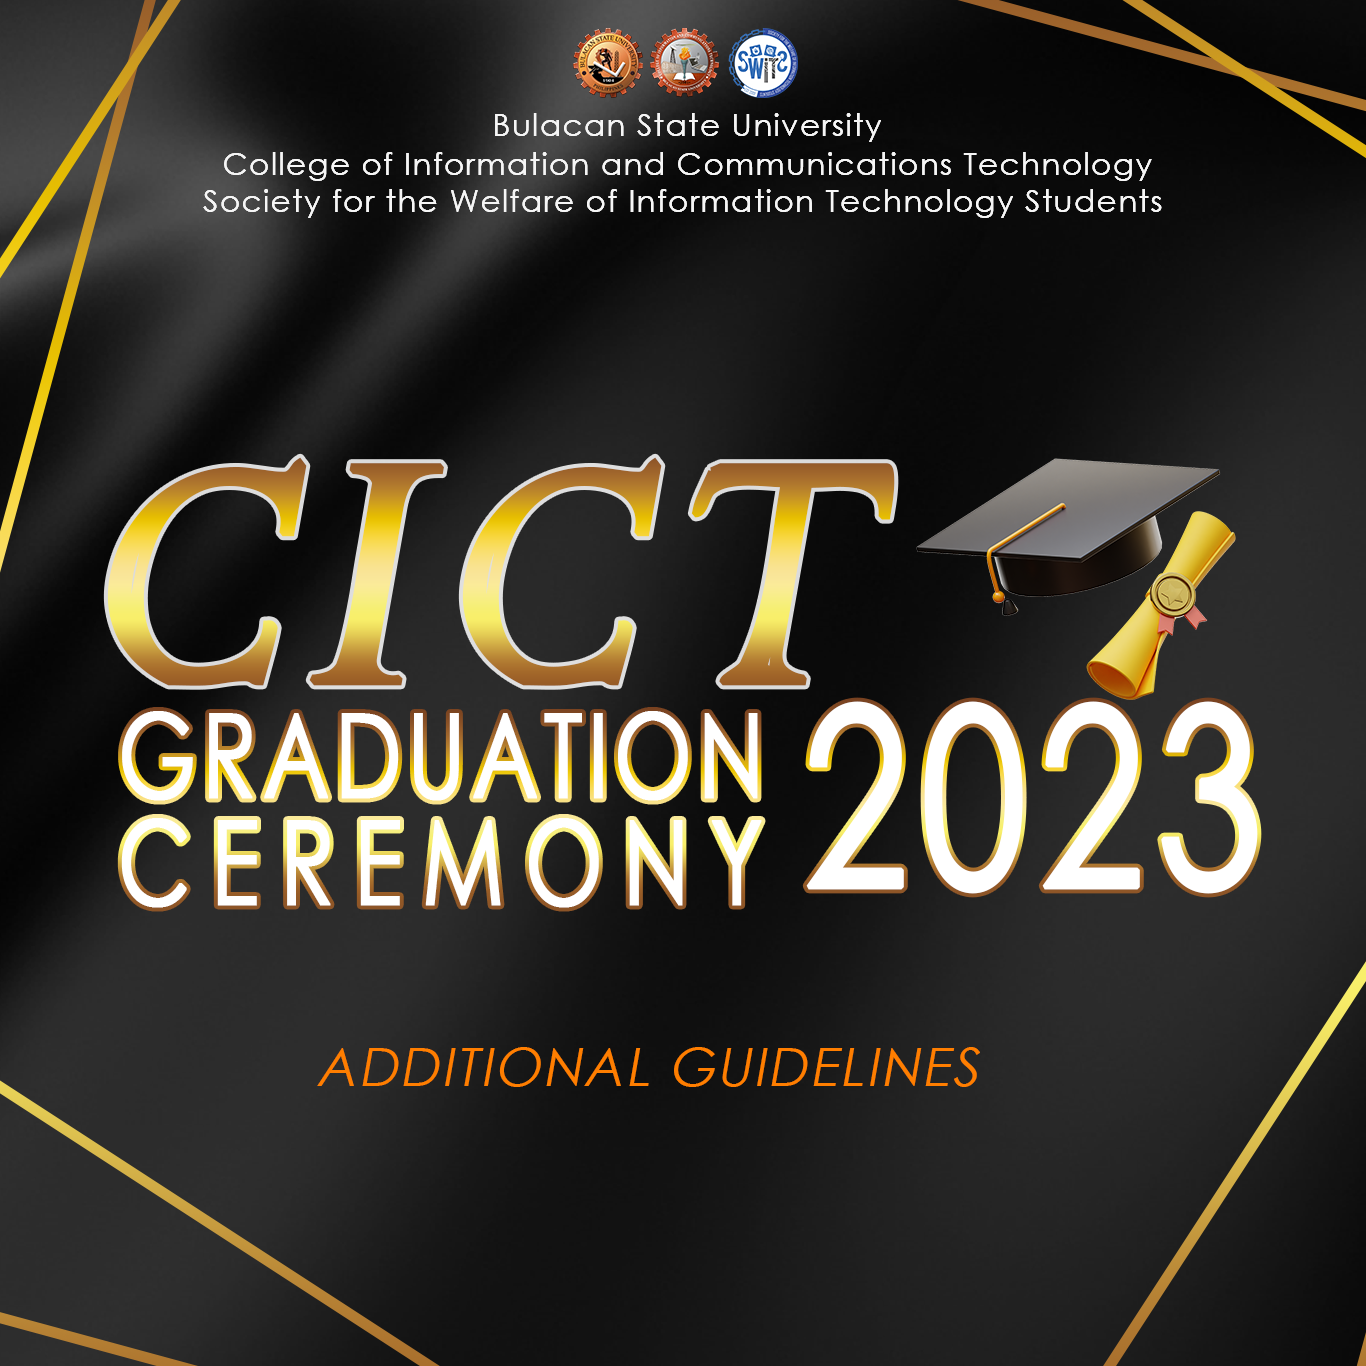 Bulacan State University
College of Information and Communications Technology
Society for the Welfare of Information Technology Students
CICT
GRADUATION
CEREMONY
2023
ADDITIONAL GUIDELINES